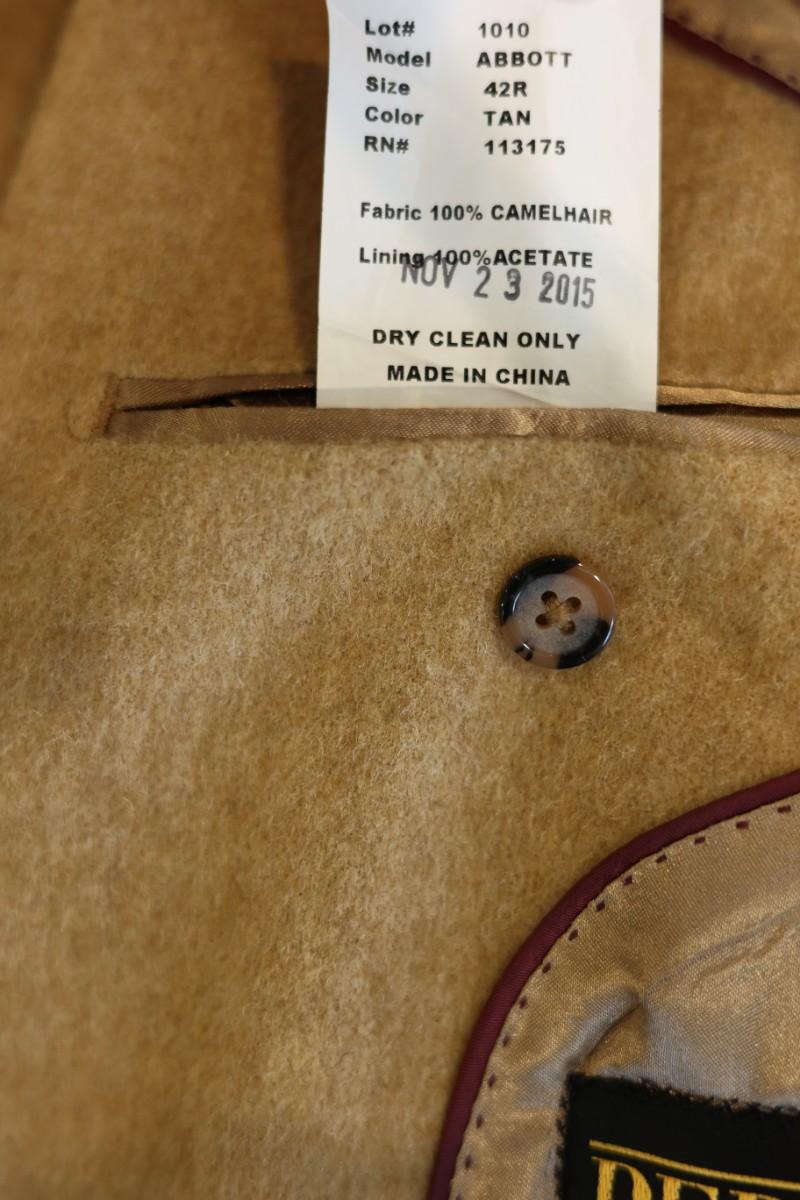 Lot# 1010
Model ABBOTT
Size 42R
Color TAN
RN# 113175
Fabric 100% CAMELHAIR
Lining 100%ACETATE
NOV 23 2015
DRY CLEAN ONLY
MADE IN CHINA